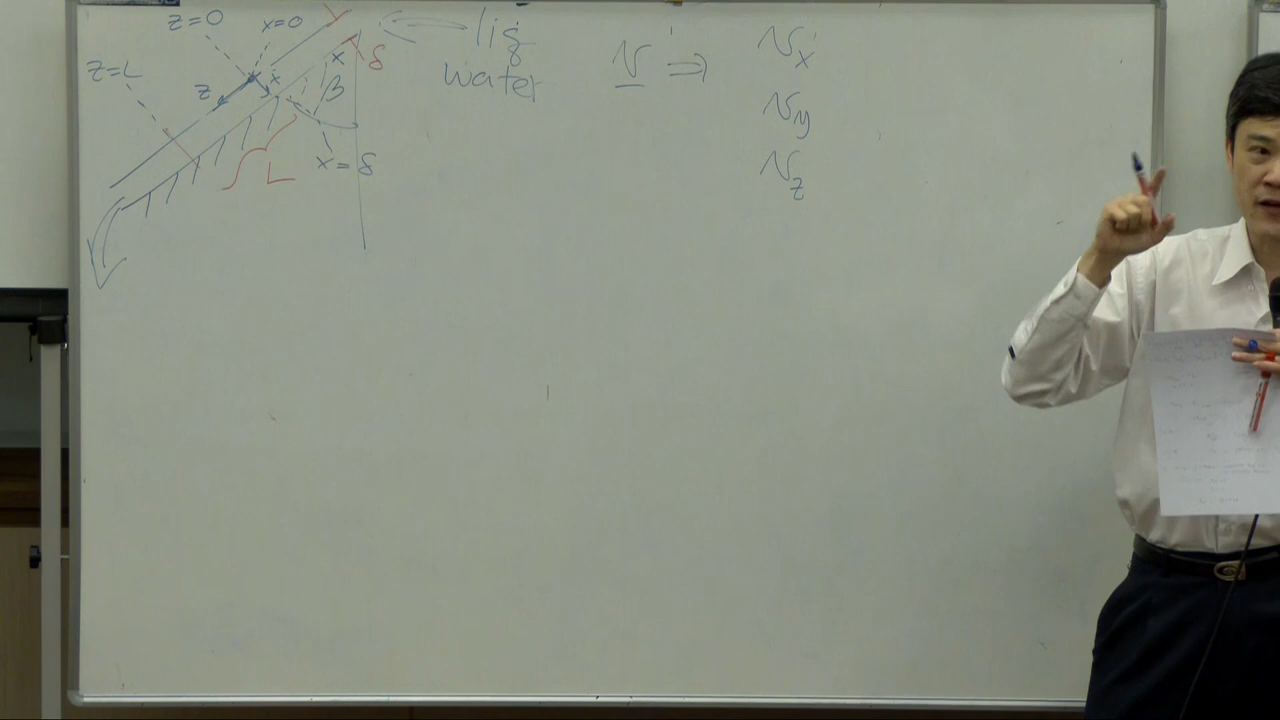 z=0
x=0
z=L
z
x
x
δ
β
L
x=δ
liq
water
v ⇒
vx
vy
vz